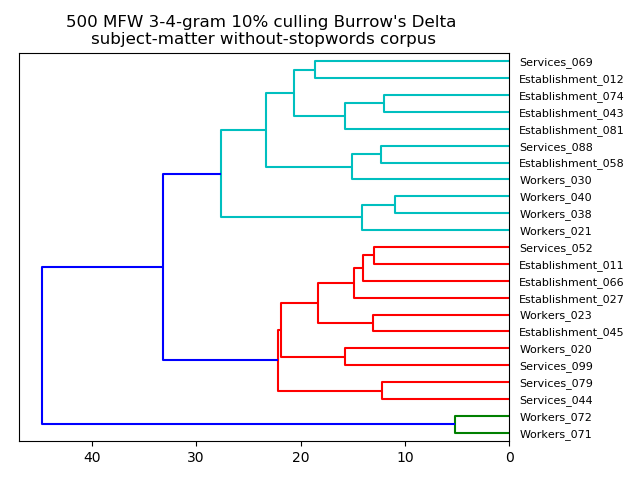 500 MFW 3-4-gram 10% culling Burrow's Delta
subject-matter without-stopwords corpus
Services_069
Establishment_012
Establishment_074
Establishment_043
Establishment_081
Services_088
Establishment_058
Workers_030
Workers_040
Workers_038
Workers_021
Services_052
Establishment_011
Establishment_066
Establishment_027
Workers_023
Establishment_045
Workers_020
Services_099
Services_079
Services_044
Workers_072
Workers_071
40 30 20 10 0